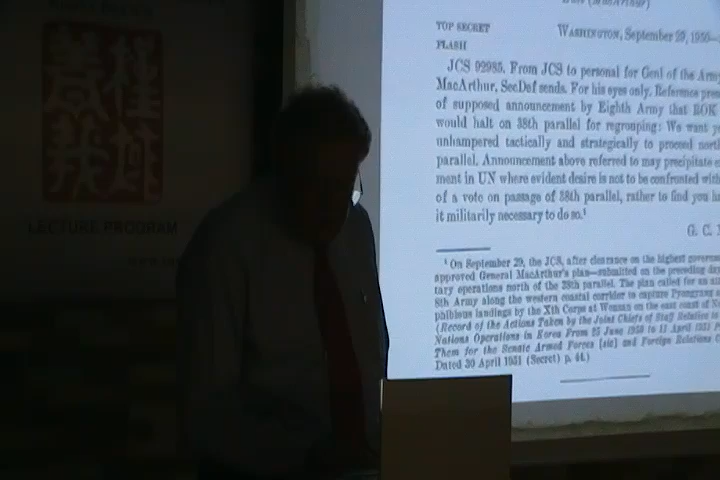 LECTURE PROGRAM
TOP SECRET
WASHINGTON, September 29, 1950—
FLASH
JCS 92985. From JCS to personal for Genl of the Army
MacArthur, SecDef sends. For his eyes only. Reference
of supposed announcement by Eighth Army that ROK
would halt on 38th parallel for regrouping: We want
unhampered tactically and strategically to proceed
parallel. Announcement above referred to may precipitate
ment in UN where evident desire is not to be confronted with
of a vote on passage of 38th parallel, rather to find you
it militarily necessary to do so.¹
G. C.
¹ On September 29, the JCS, after clearance on the highest
approved General MacArthur's plan—submitted on the preceding
tary operations north of the 38th parallel. The plan called for an
8th Army along the western coastal corridor to capture Pyongyang
phibious landings by the Xth Corps at Wonsan on the east coast of
(Record of the Actions Taken by the Joint Chiefs of Staff Relative to
Nations Operations in Korea From 25 June 1950 to 11 April 1951
Them for the Senate Armed Forces [sic] and Foreign Relations
Dated 30 April 1951 (Secret) p. 44.)